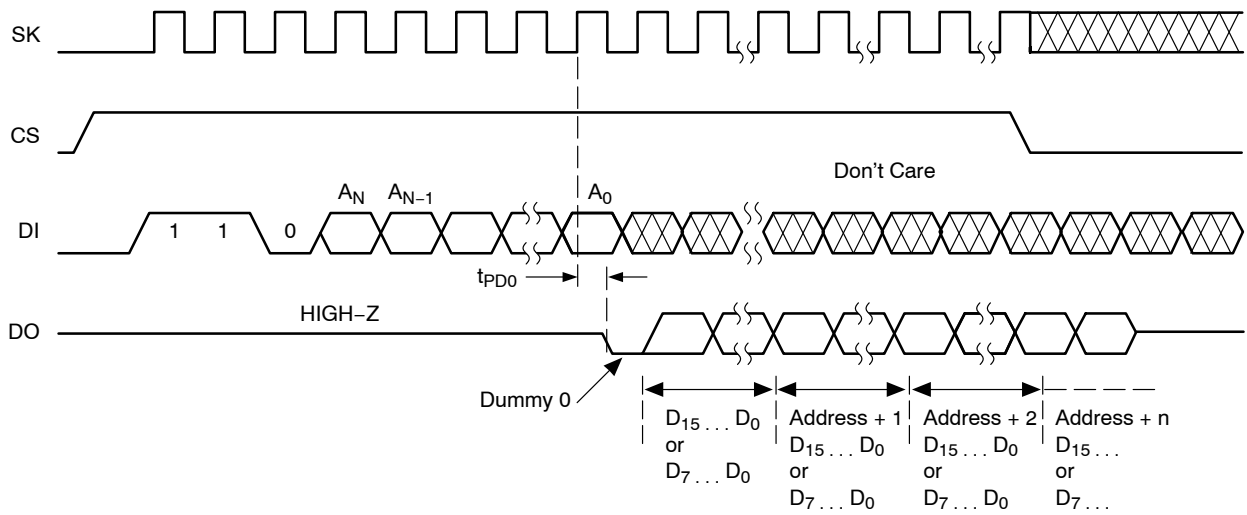 SK
CS
Don't Care
A_N A_N−1 A_0
DI
1 1 0
t_PD0
HIGH−Z
DO
Dummy 0
D_15 . . . D_0
or
D_7 . . . D_0
Address + 1
D_15 . . . D_0
or
D_7 . . . D_0
Address + 2
D_15 . . . D_0
or
D_7 . . . D_0
Address + n
D_15 . . .
or
D_7 . . .